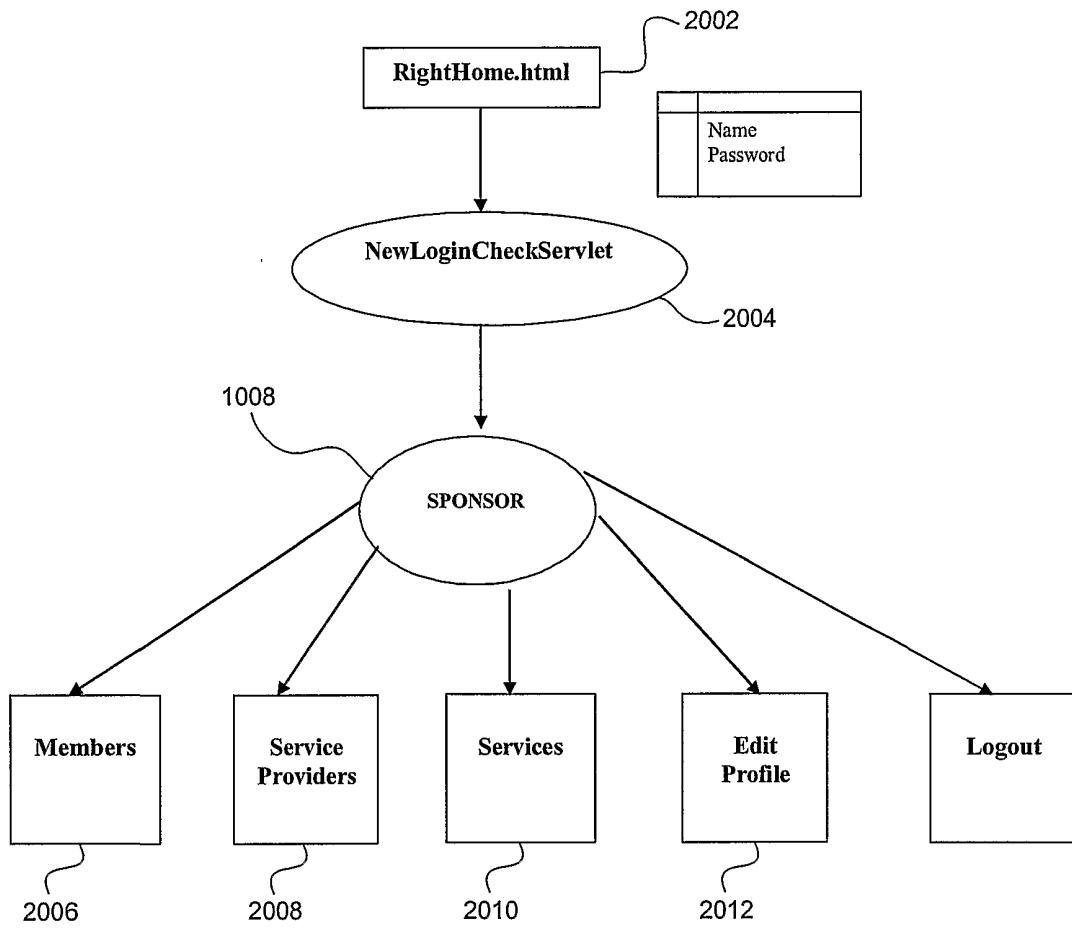 2002
RightHome.html
Name
Password
NewLoginCheckServlet
2004
1008
SPONSOR
Members
Service
Providers
Services
Edit
Profile
Logout
2006
2008
2010
2012